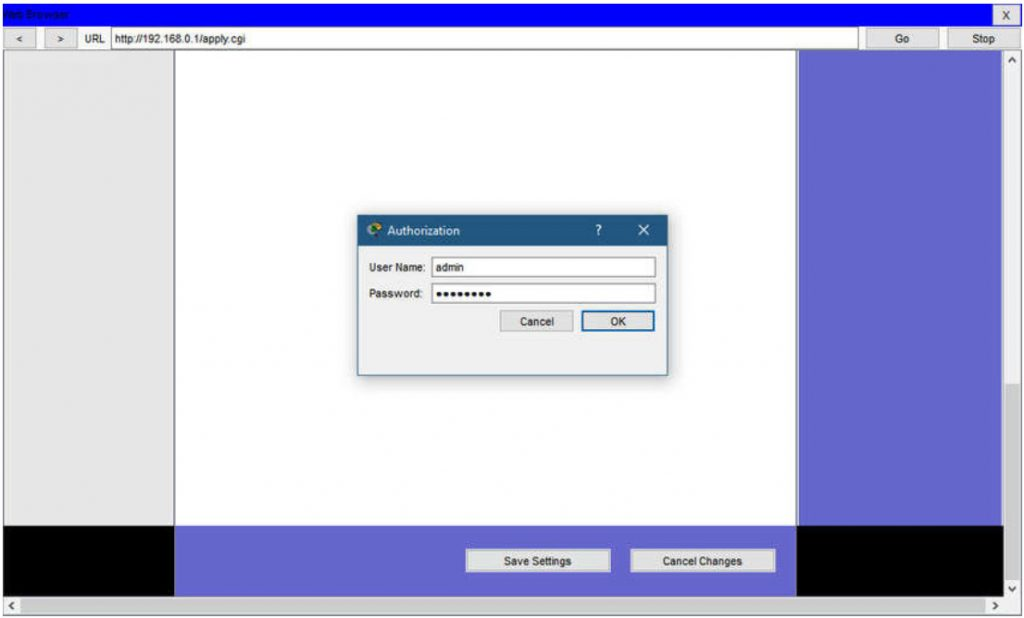 Web Browser X
< > URL http://192.168.0.1/apply.cgi Go Stop
Authorization ? X
User Name: admin
Password: ••••••••
Cancel OK
Save Settings Cancel Changes